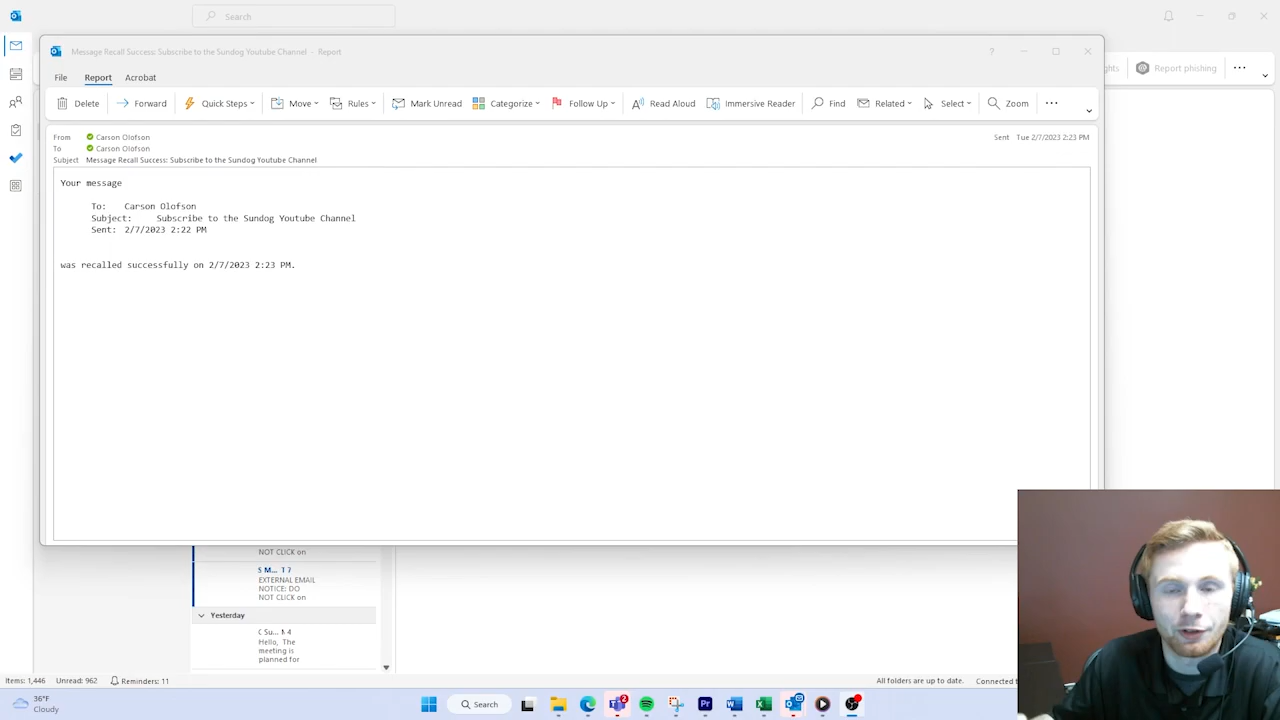 Search
Message Recall Success: Subscribe to the Sundog Youtube Channel - Report
File Report Acrobat
Report phishing
Delete Forward Quick Steps Move Rules Mark Unread Categorize Follow Up Read Aloud Immersive Reader Find Related Select Zoom
From Carson Olofson
Sent Tue 2/7/2023 2:23 PM
To Carson Olofson
Subject Message Recall Success: Subscribe to the Sundog Youtube Channel
Your message
To: Carson Olofson
Subject: Subscribe to the Sundog Youtube Channel
Sent: 2/7/2023 2:22 PM
was recalled successfully on 2/7/2023 2:23 PM.
NOT CLICK on
S M... T 7
EXTERNAL EMAIL
NOTICE: DO
NOT CLICK on
Yesterday
Su... 4
Hello, The
meeting is
planned for
Items: 1,446 Unread: 962 Reminders: 11
All folders are up to date. Connected
36°F
Cloudy
Search
2